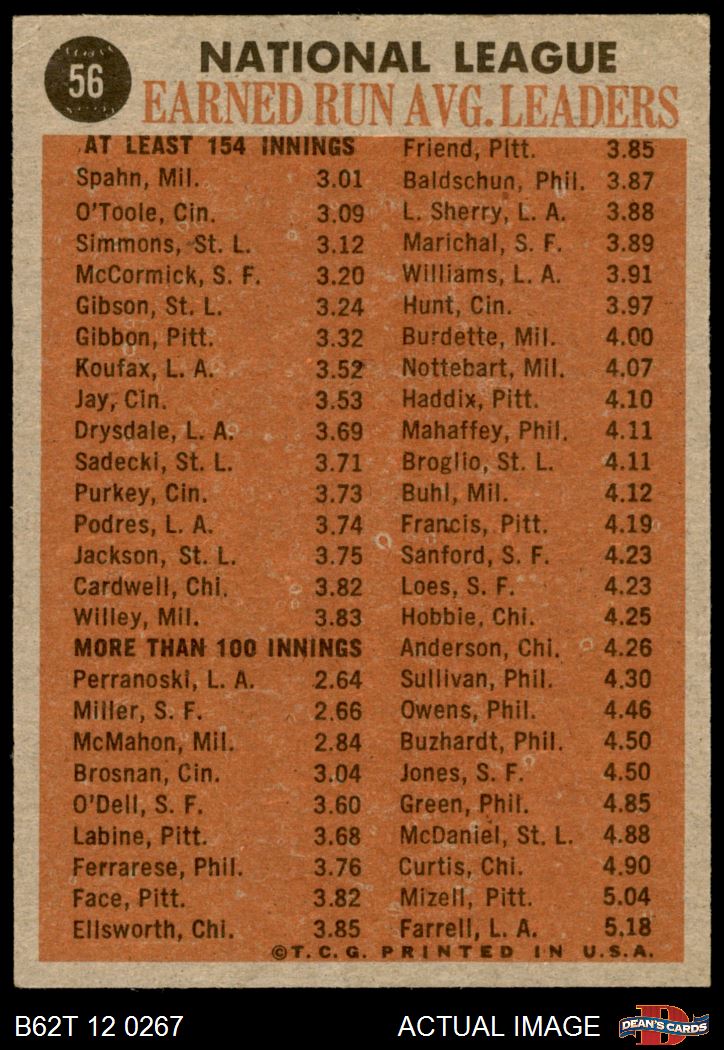 56
NATIONAL LEAGUE
EARNED RUN AVG. LEADERS
AT LEAST 154 INNINGS
Spahn, Mil. 3.01
O'Toole, Cin. 3.09
Simmons, St. L. 3.12
McCormick, S. F. 3.20
Gibson, St. L. 3.24
Gibbon, Pitt. 3.32
Koufax, L. A. 3.52
Jay, Cin. 3.53
Drysdale, L. A. 3.69
Sadecki, St. L. 3.71
Purkey, Cin. 3.73
Podres, L. A. 3.74
Jackson, St. L. 3.75
Cardwell, Chi. 3.82
Willey, Mil. 3.83
MORE THAN 100 INNINGS
Perranoski, L. A. 2.64
Miller, S. F. 2.66
McMahon, Mil. 2.84
Brosnan, Cin. 3.04
O'Dell, S. F. 3.60
Labine, Pitt. 3.68
Ferrarese, Phil. 3.76
Face, Pitt. 3.82
Ellsworth, Chi. 3.85
Friend, Pitt. 3.85
Baldschun, Phil. 3.87
L. Sherry, L. A. 3.88
Marichal, S. F. 3.89
Williams, L. A. 3.91
Hunt, Cin. 3.97
Burdette, Mil. 4.00
Nottebart, Mil. 4.07
Haddix, Pitt. 4.10
Mahaffey, Phil. 4.11
Broglio, St. L. 4.11
Buhl, Mil. 4.12
Francis, Pitt. 4.19
Sanford, S. F. 4.23
Loes, S. F. 4.23
Hobbie, Chi. 4.25
Anderson, Chi. 4.26
Sullivan, Phil. 4.30
Owens, Phil. 4.46
Buzhardt, Phil. 4.50
Jones, S. F. 4.50
Green, Phil. 4.85
McDaniel, St. L. 4.88
Curtis, Chi. 4.90
Mizell, Pitt. 5.04
Farrell, L. A. 5.18
©T. C. G. PRINTED IN U.S.A.
B62T 12 0267
ACTUAL IMAGE
DEAN'S CARDS